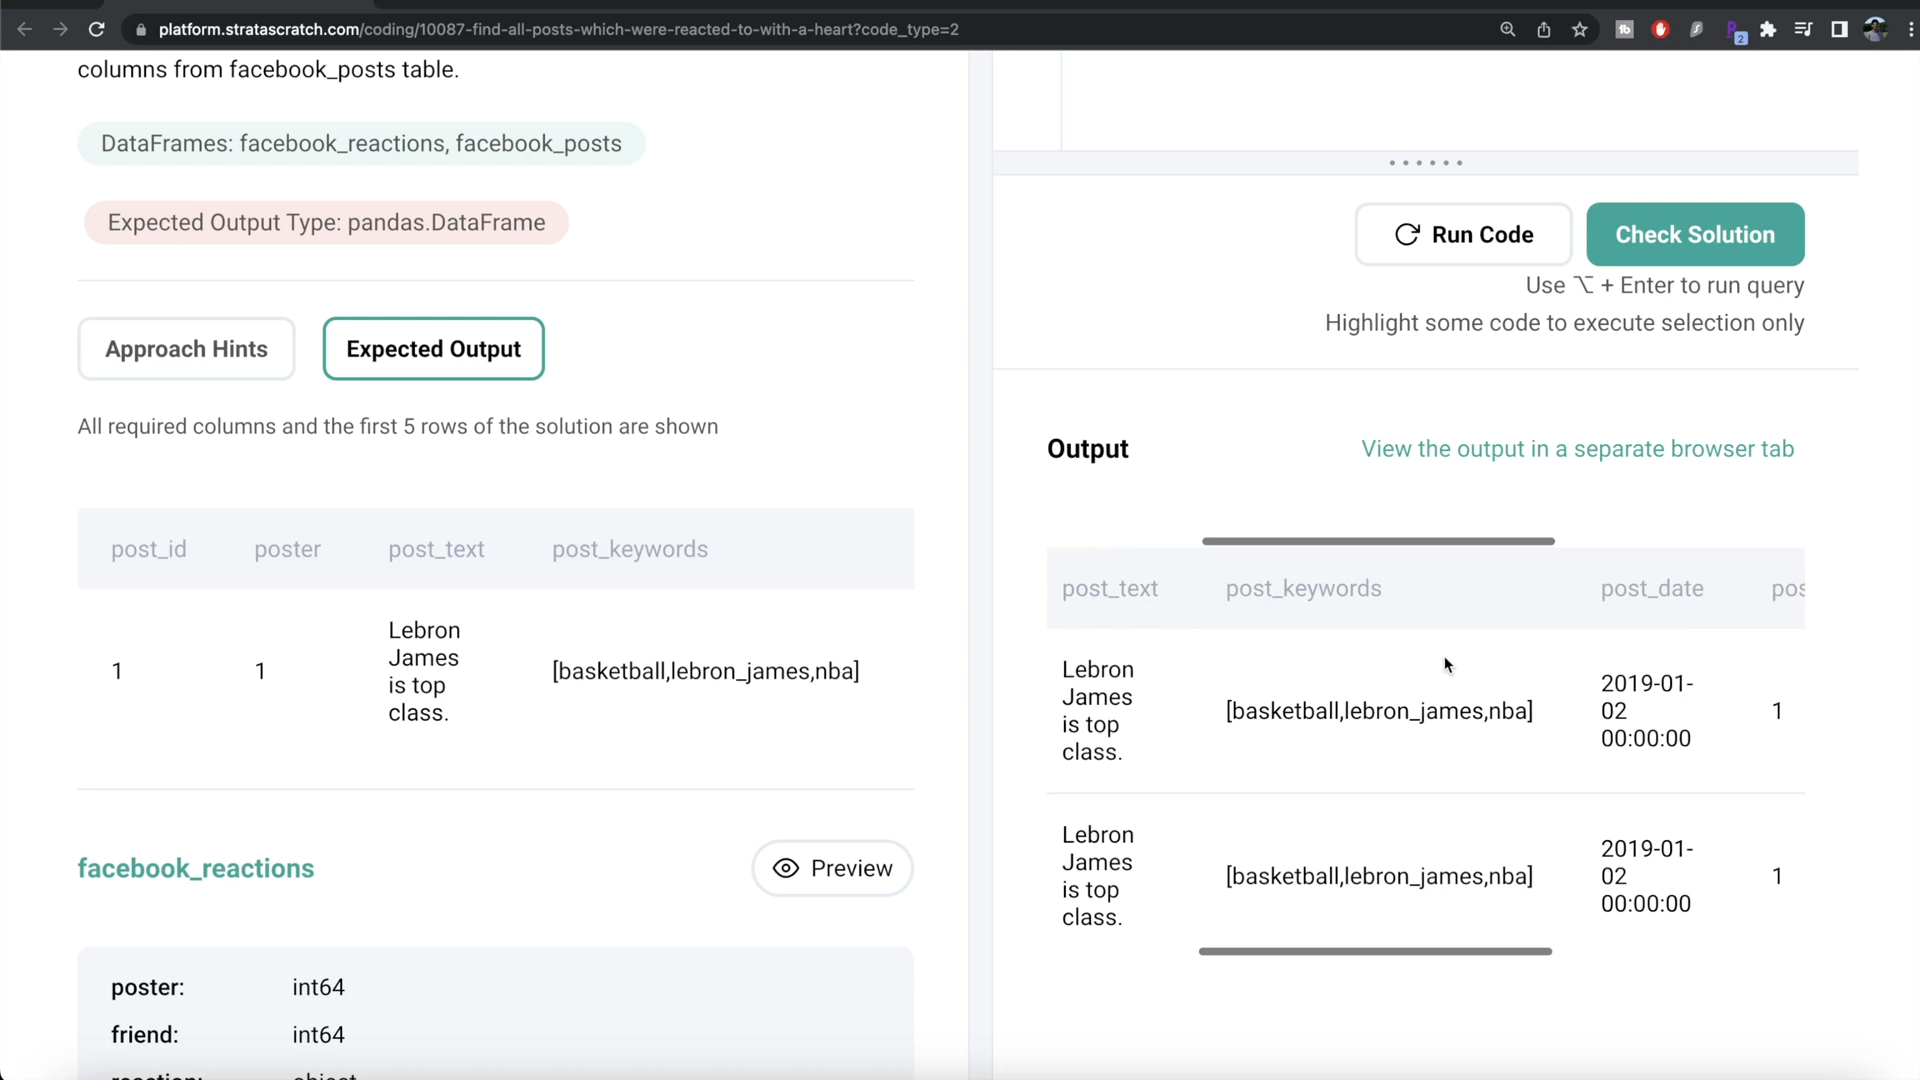 platform.stratascratch.com/coding/10087-find-all-posts-which-were-reacted-to-with-a-heart?code_type=2
2
columns from facebook_posts table.
DataFrames: facebook_reactions, facebook_posts
Expected Output Type: pandas.DataFrame
Approach Hints
Expected Output
All required columns and the first 5 rows of the solution are shown
post_id poster post_text post_keywords
1 1 Lebron James is top class. [basketball,lebron_james,nba]
facebook_reactions
Preview
poster: int64
friend: int64
reaction: object
Run Code
Check Solution
Use ⌥ + Enter to run query
Highlight some code to execute selection only
Output
View the output in a separate browser tab
post_text post_keywords post_date pos
Lebron James is top class. [basketball,lebron_james,nba] 2019-01-02 00:00:00 1
Lebron James is top class. [basketball,lebron_james,nba] 2019-01-02 00:00:00 1